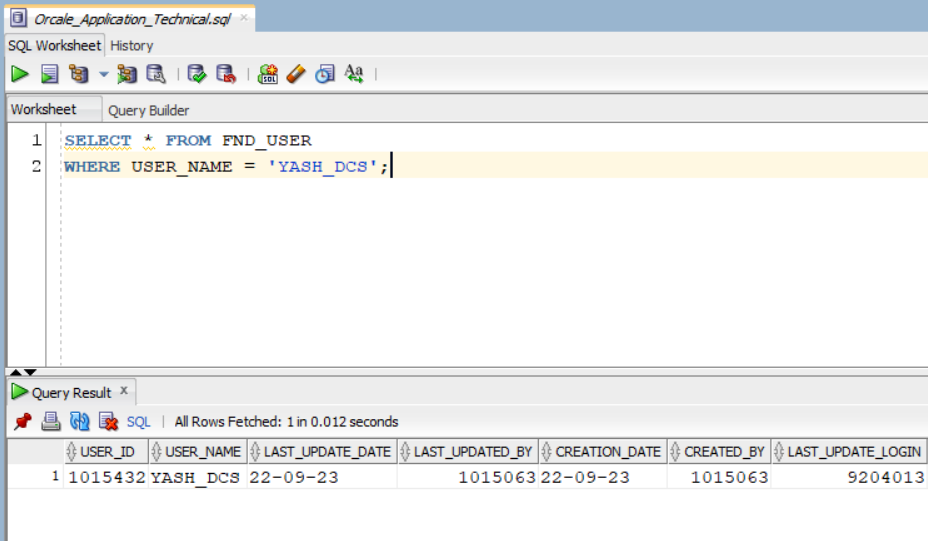 Orcale_Application_Technical.sql ×
SQL Worksheet History
SQL Aa
Worksheet Query Builder
1 SELECT * FROM FND_USER
2 WHERE USER_NAME = 'YASH_DCS';
Query Result x
SQL | All Rows Fetched: 1 in 0.012 seconds
USER_ID USER_NAME LAST_UPDATE_DATE LAST_UPDATED_BY CREATION_DATE CREATED_BY LAST_UPDATE_LOGIN
1 1015432 YASH_DCS 22-09-23 1015063 22-09-23 1015063 9204013